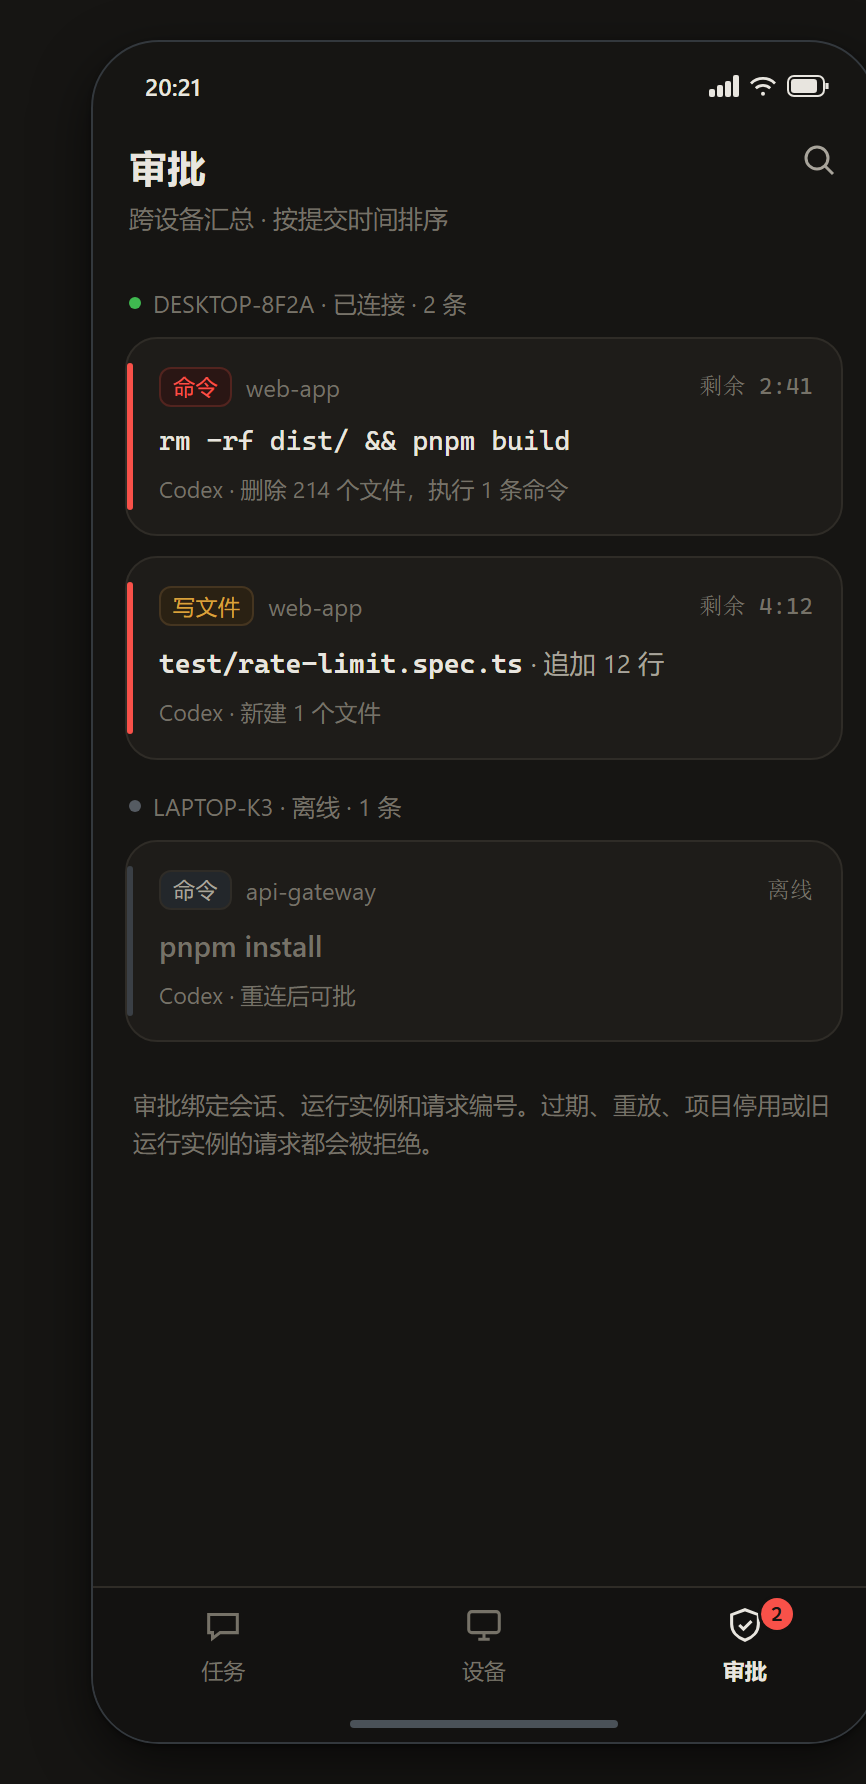 20:21
审批
跨设备汇总 · 按提交时间排序
DESKTOP-8F2A · 已连接 · 2 条
命令 web-app 剩余 2:41
rm -rf dist/ && pnpm build
Codex · 删除 214 个文件，执行 1 条命令
写文件 web-app 剩余 4:12
test/rate-limit.spec.ts · 追加 12 行
Codex · 新建 1 个文件
LAPTOP-K3 · 离线 · 1 条
命令 api-gateway 离线
pnpm install
Codex · 重连后可批
审批绑定会话、运行实例和请求编号。过期、重放、项目停用或旧
运行实例的请求都会被拒绝。
2
任务 设备 审批